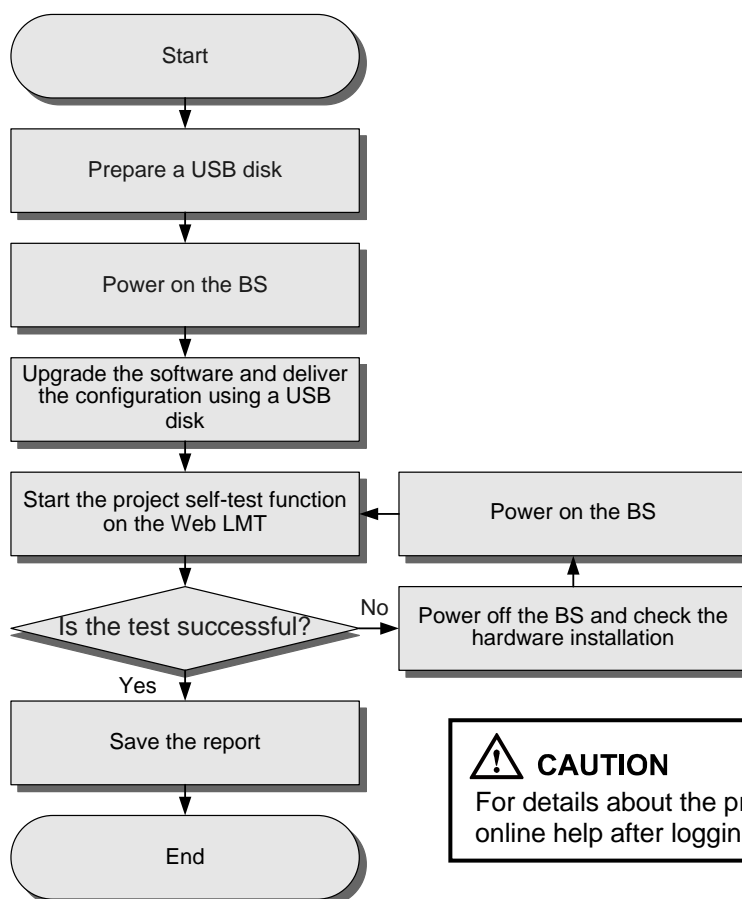 Start
Prepare a USB disk
Power on the BS
Upgrade the software and deliver
the configuration using a USB
disk
Start the project self-test function
on the Web LMT
Power on the BS
Is the test successful?
No
Power off the BS and check the
hardware installation
Yes
Save the report
CAUTION
For details about the
online help after
End